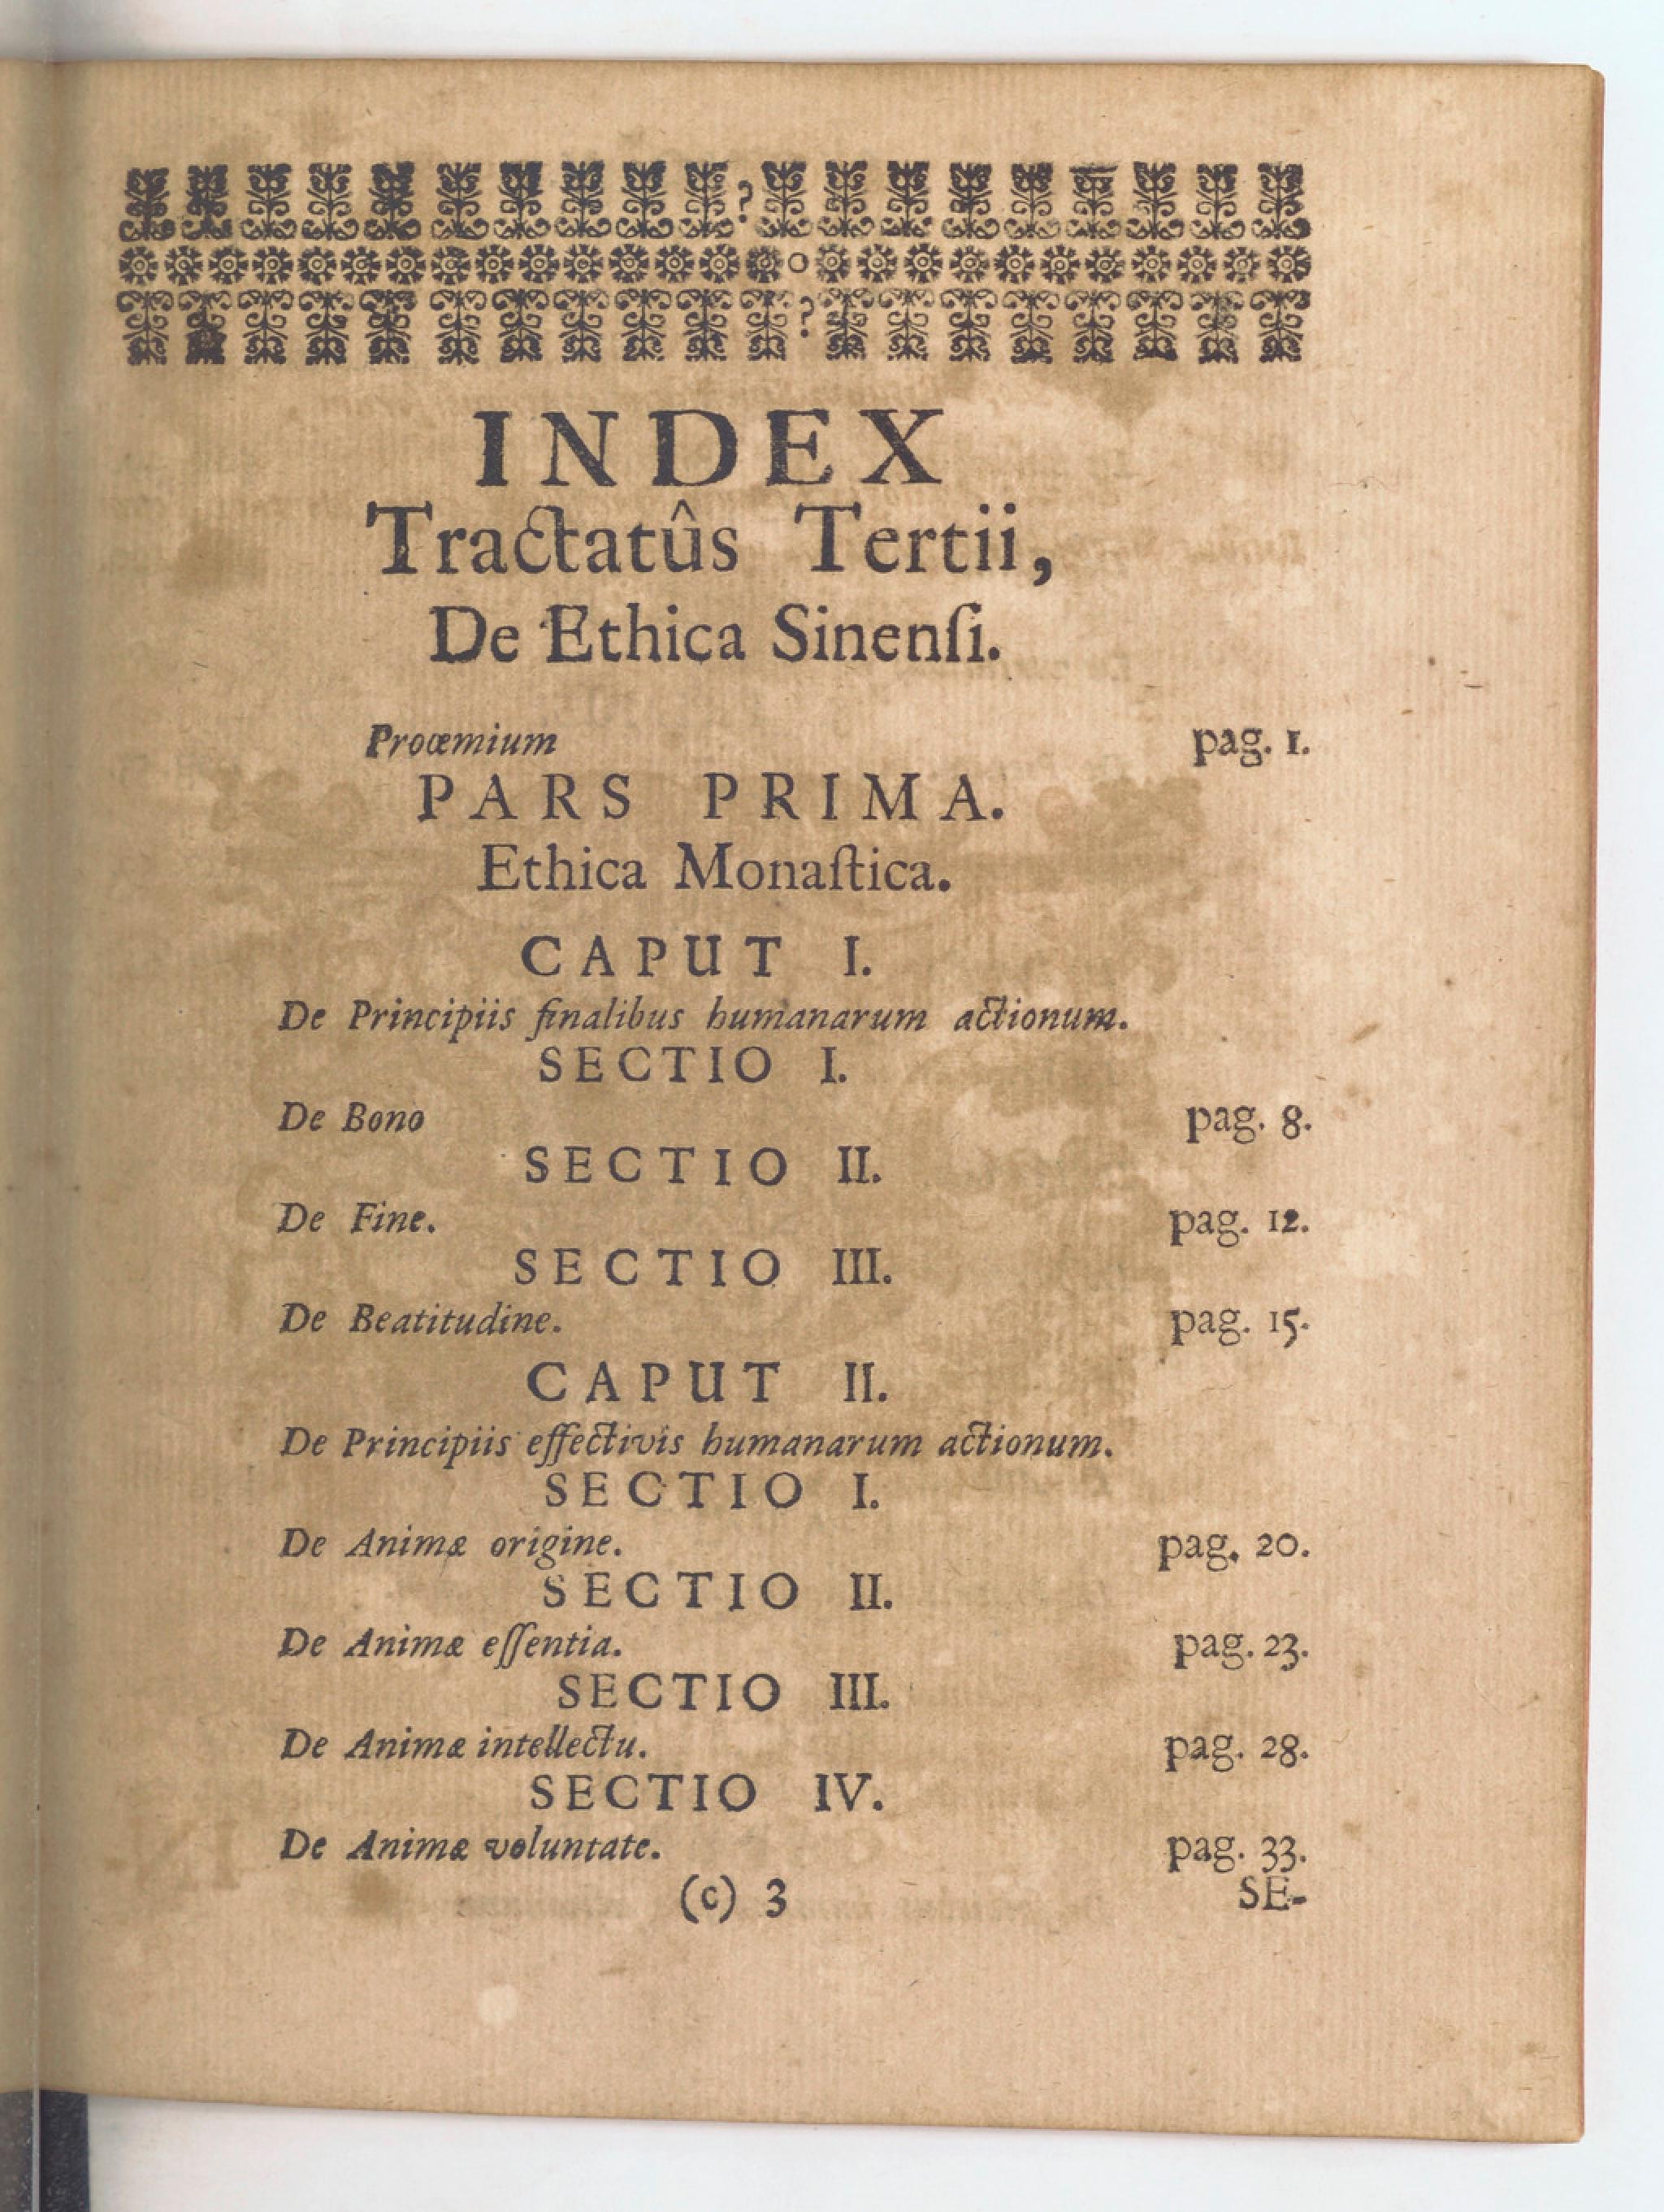 INDEX
Tractatûs Tertii,
De Ethica Sinenſi.
Proœmium pag. 1.
PARS PRIMA.
Ethica Monaſtica.
CAPUT I.
De Principiis finalibus humanarum actionum.
SECTIO I.
De Bono pag. 8.
SECTIO II.
De Fine. pag. 12.
SECTIO III.
De Beatitudine. pag. 15.
CAPUT II.
De Principiis effectivis humanarum actionum.
SECTIO I.
De Animæ origine. pag. 20.
SECTIO II.
De Animæ eſſentia. pag. 23.
SECTIO III.
De Animæ intellectu. pag. 28.
SECTIO IV.
De Animæ voluntate. pag. 33.
(c) 3 SE-